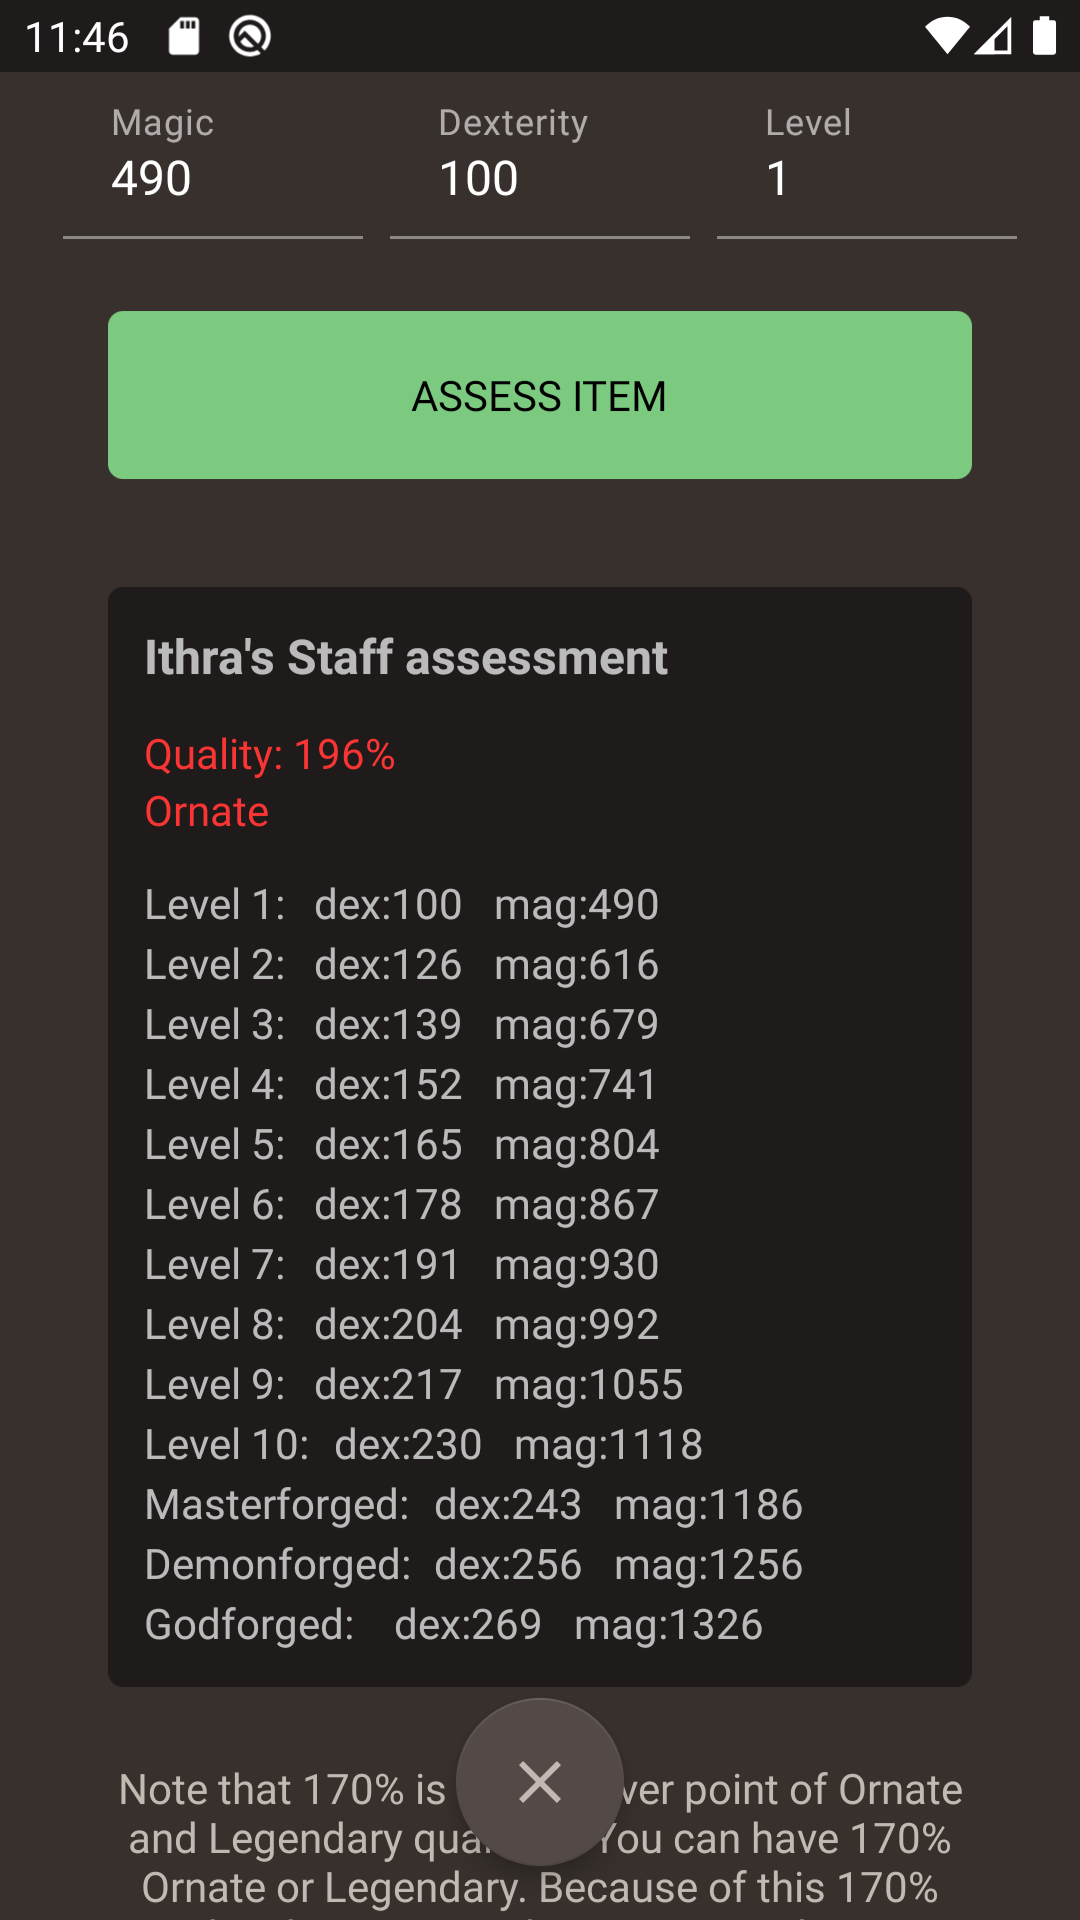 11:46
Magic Dexterity Level
490 100 1
ASSESS ITEM
Ithra's Staff assessment
Quality: 196%
Ornate
Level 1: dex:100 mag:490
Level 2: dex:126 mag:616
Level 3: dex:139 mag:679
Level 4: dex:152 mag:741
Level 5: dex:165 mag:804
Level 6: dex:178 mag:867
Level 7: dex:191 mag:930
Level 8: dex:204 mag:992
Level 9: dex:217 mag:1055
Level 10: dex:230 mag:1118
Masterforged: dex:243 mag:1186
Demonforged: dex:256 mag:1256
Godforged: dex:269 mag:1326
Note that 170% is point of Ornate
and Legendary You can have 170%
Ornate or Legendary. Because of this 170%